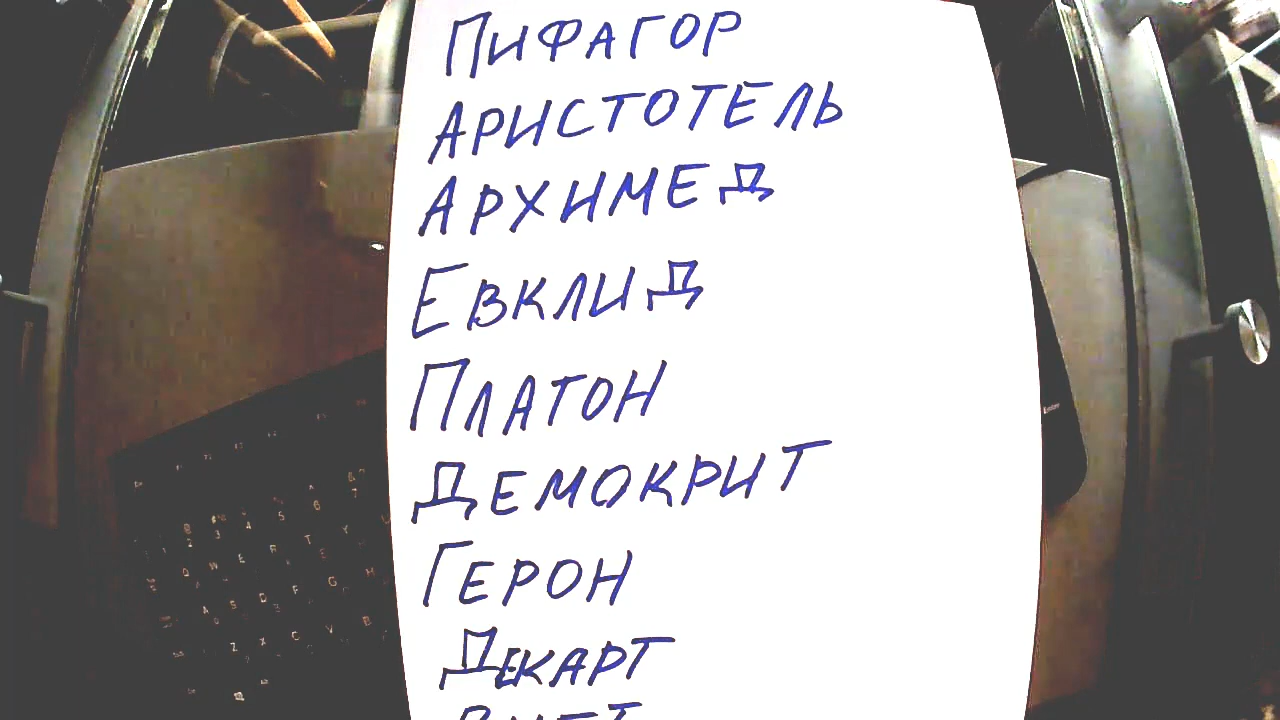 Пифагор
Аристотель
Архимед
Евклид
Платон
Демокрит
Герон
Декарт